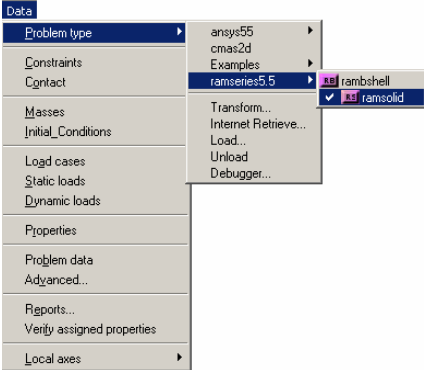 Data
Problem type
Constraints
Contact
Masses
Initial_Conditions
Load cases
Static loads
Dynamic loads
Properties
Problem data
Advanced...
Reports...
Verify assigned properties
Local axes
ansys55
cmas2d
Examples
ramseries5.5
Transform...
Internet Retrieve...
Load...
Unload
Debugger...
RB rambshell
RS ramsolid